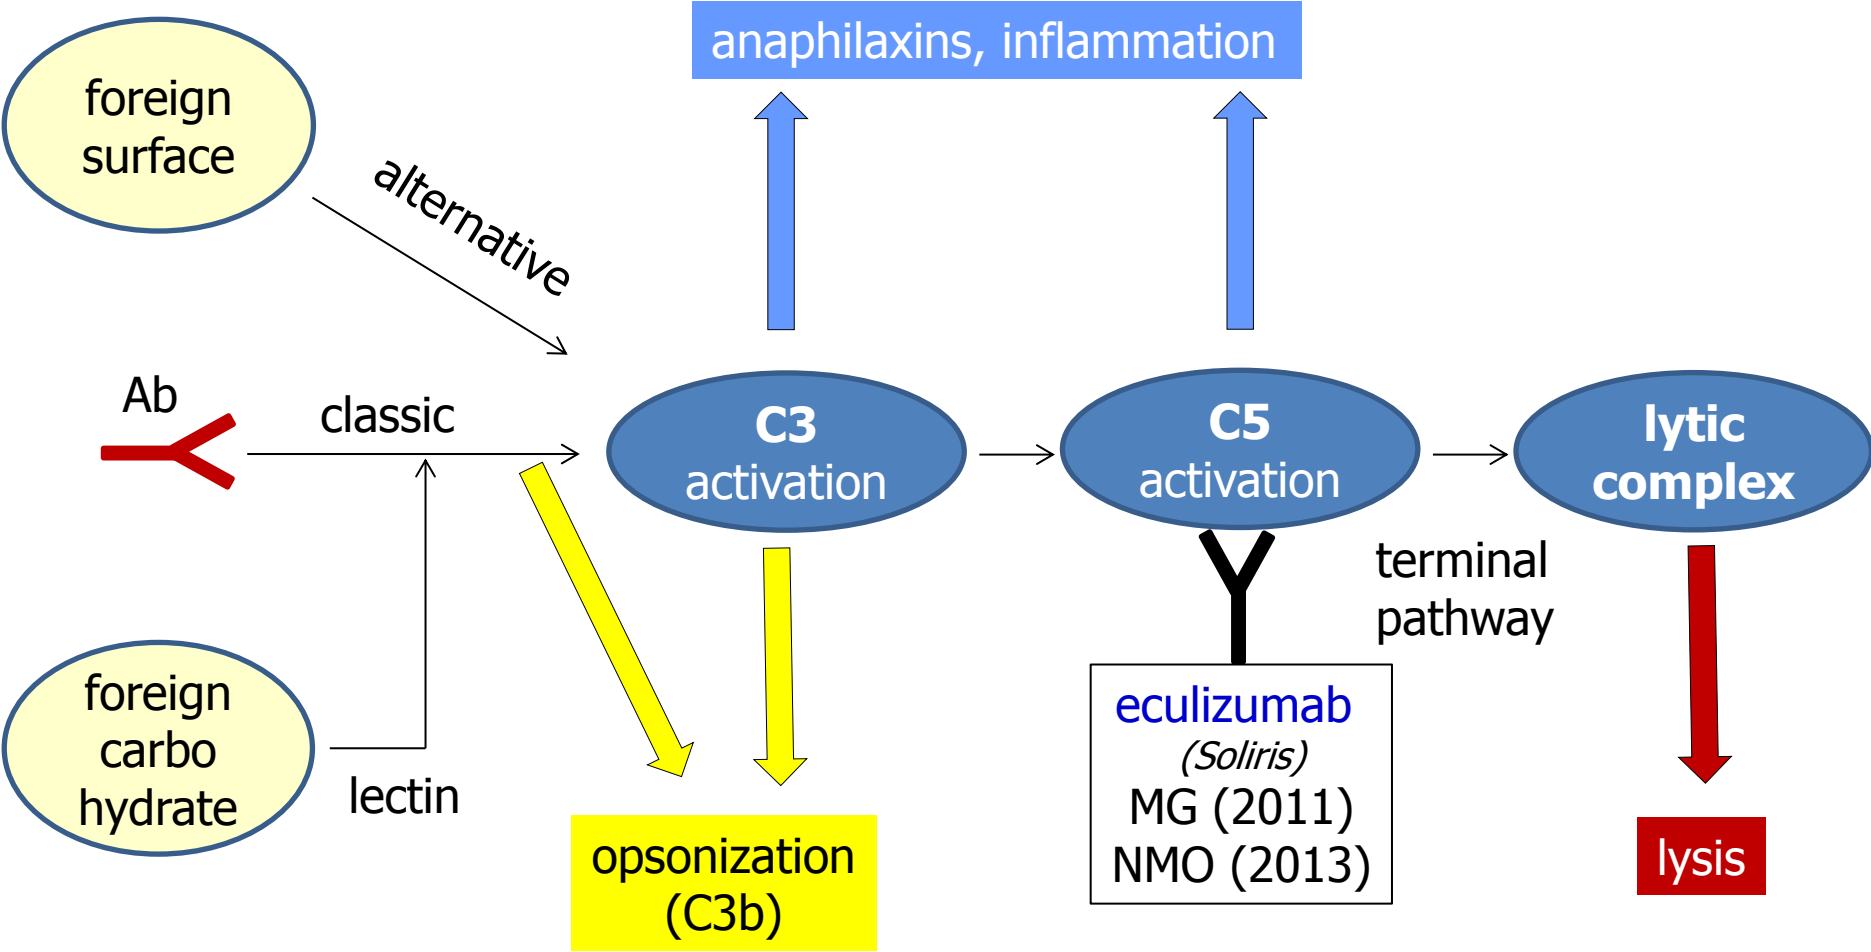 anaphilaxins, inflammation
foreign
surface
alternative
Ab
classic
C3
activation
C5
activation
lytic
complex
terminal
pathway
foreign
carbo
hydrate
lectin
opsonization
(C3b)
eculizumab
(Soliris)
MG (2011)
NMO (2013)
lysis